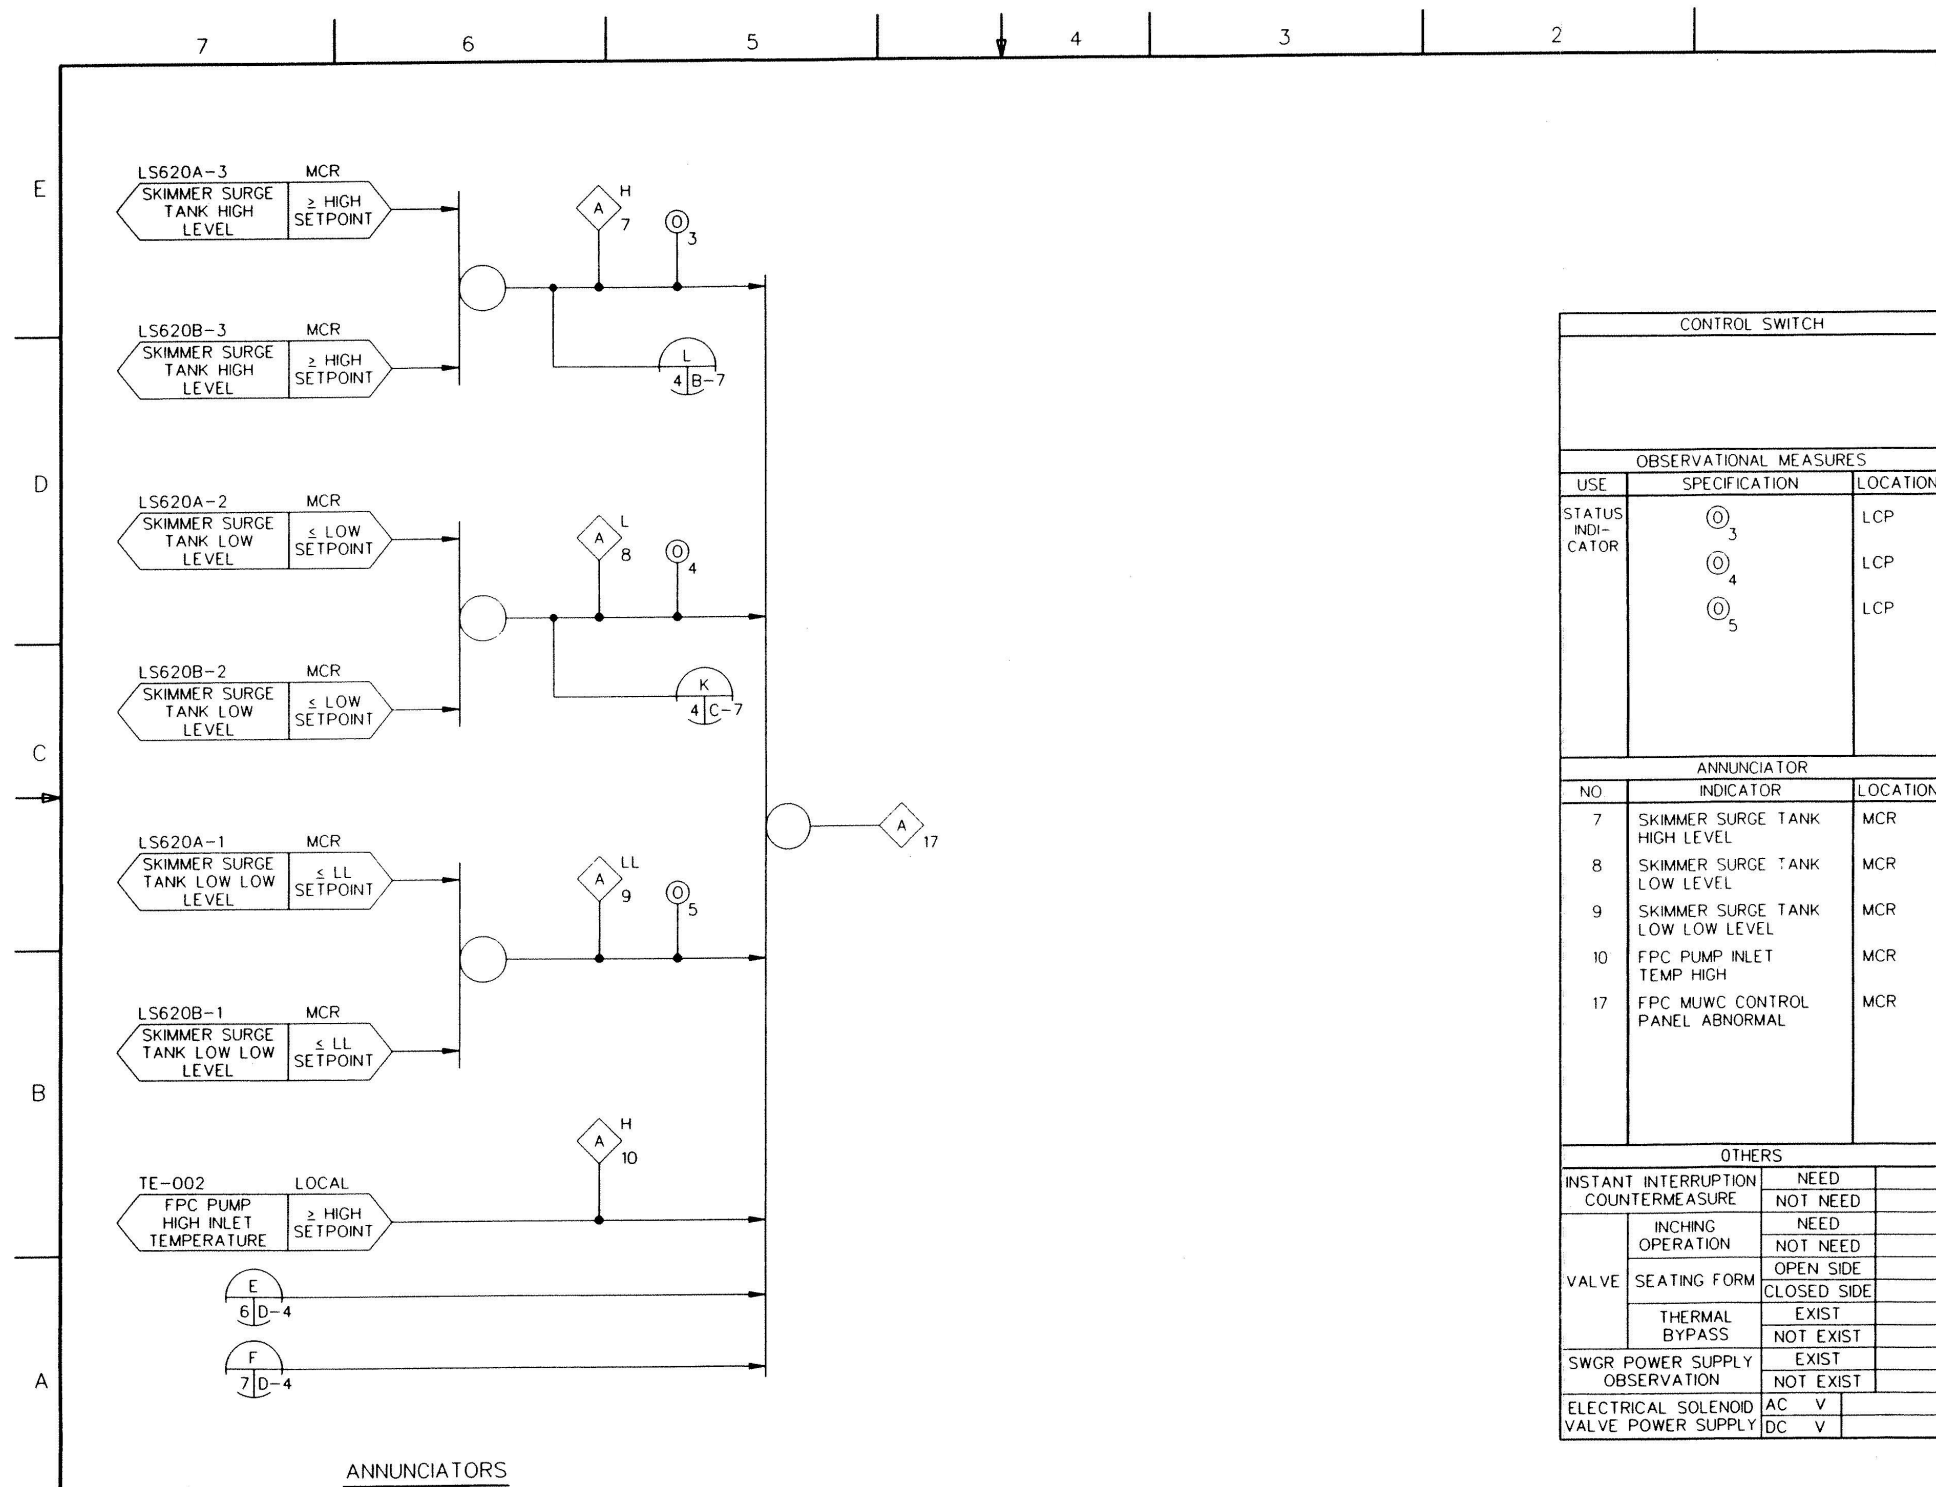 7 6 5 4 3 2
E
D
C
B
A
LS620A-3 MCR
SKIMMER SURGE
TANK HIGH
LEVEL
≥ HIGH
SETPOINT
A
H
7
O
3
LS620B-3 MCR
SKIMMER SURGE
TANK HIGH
LEVEL
≥ HIGH
SETPOINT
L
4 B-7
LS620A-2 MCR
SKIMMER SURGE
TANK LOW
LEVEL
≤ LOW
SETPOINT
A
L
8
O
4
LS620B-2 MCR
SKIMMER SURGE
TANK LOW
LEVEL
≤ LOW
SETPOINT
K
4 C-7
A
17
LS620A-1 MCR
SKIMMER SURGE
TANK LOW LOW
LEVEL
≤ LL
SETPOINT
A
LL
9
O
5
LS620B-1 MCR
SKIMMER SURGE
TANK LOW LOW
LEVEL
≤ LL
SETPOINT
A
H
10
TE-002 LOCAL
FPC PUMP
HIGH INLET
TEMPERATURE
≥ HIGH
SETPOINT
E
6 D-4
F
7 D-4
ANNUNCIATORS
CONTROL SWITCH
OBSERVATIONAL MEASURES
USE SPECIFICATION LOCATION
STATUS
INDI-
CATOR
O 3 LCP
O 4 LCP
O 5 LCP
ANNUNCIATOR
NO INDICATOR LOCATION
7 SKIMMER SURGE TANK MCR
HIGH LEVEL
8 SKIMMER SURGE TANK MCR
LOW LEVEL
9 SKIMMER SURGE TANK MCR
LOW LOW LEVEL
10 FPC PUMP INLET MCR
TEMP HIGH
17 FPC MUWC CONTROL MCR
PANEL ABNORMAL
OTHERS
INSTANT INTERRUPTION
COUNTERMEASURE
NEED
NOT NEED
VALVE
INCHING
OPERATION
NEED
NOT NEED
SEATING FORM
OPEN SIDE
CLOSED SIDE
THERMAL
BYPASS
EXIST
NOT EXIST
SWGR POWER SUPPLY
OBSERVATION
EXIST
NOT EXIST
ELECTRICAL SOLENOID
VALVE POWER SUPPLY
AC V
DC V